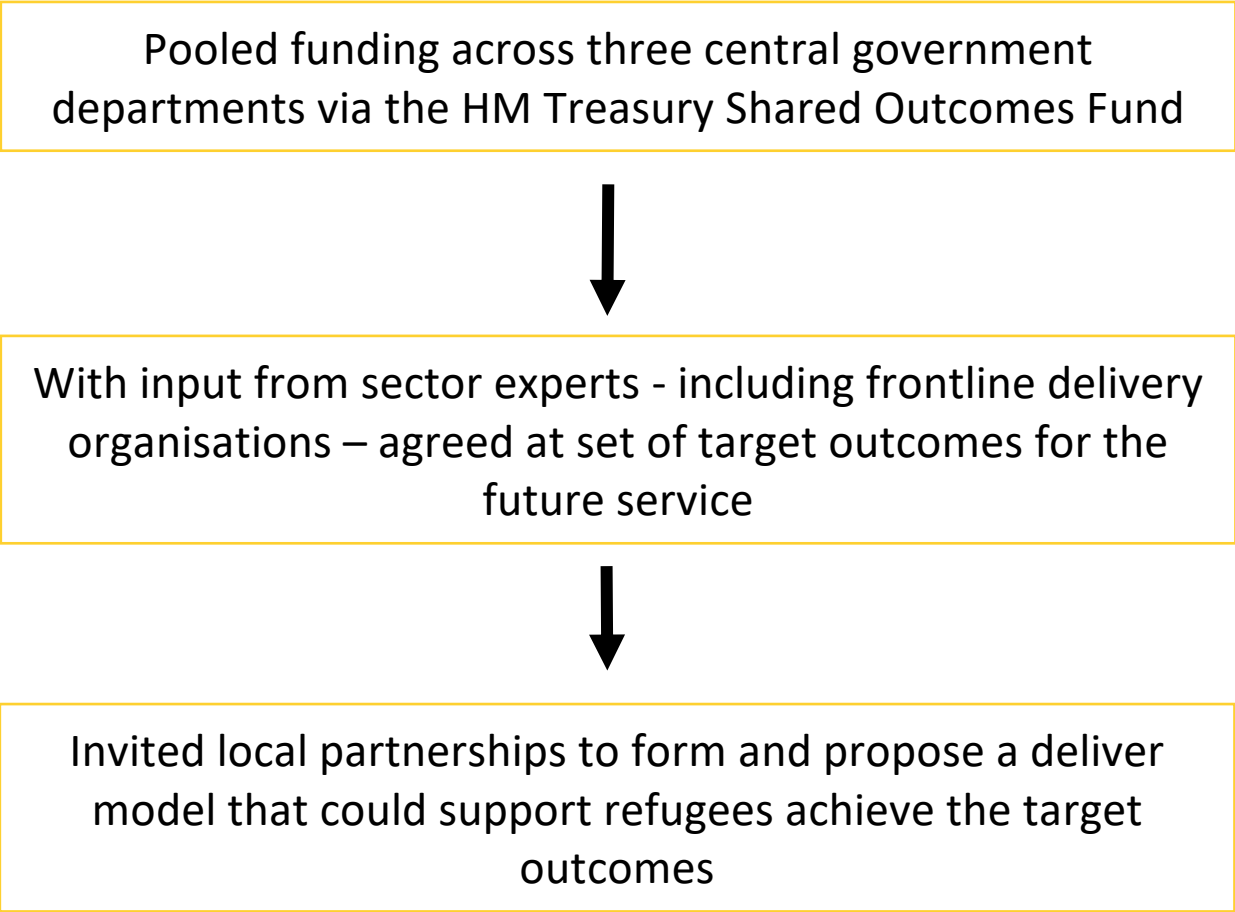 Pooled funding across three central government
departments via the HM Treasury Shared Outcomes Fund
With input from sector experts - including frontline delivery
organisations – agreed at set of target outcomes for the
future service
Invited local partnerships to form and propose a deliver
model that could support refugees achieve the target
outcomes